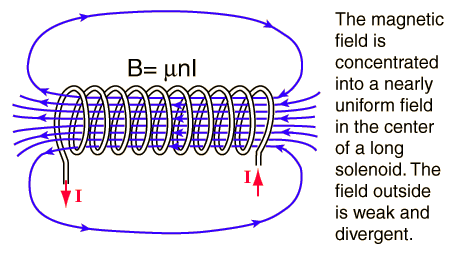 B= μnI
I
I
The magnetic
field is
concentrated
into a nearly
uniform field
in the center
of a long
solenoid. The
field outside
is weak and
divergent.